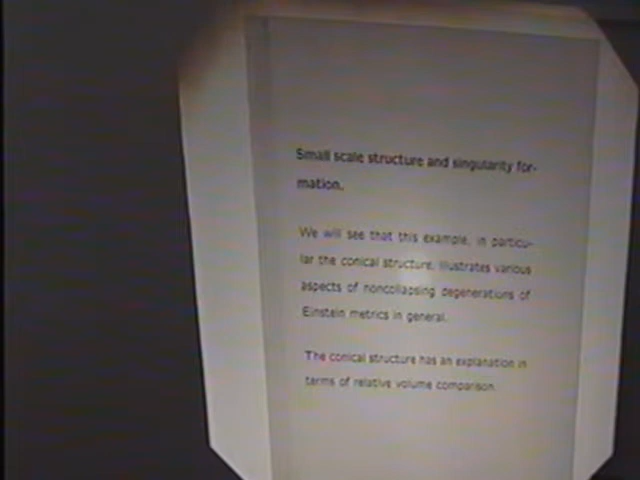 Small scale structure and singularity for-
mation.
We will see that this example, in particu-
lar the conical structure, illustrates various
aspects of noncollapsing degenerations of
Einstein metrics in general.
The conical structure has an explanation in
terms of relative volume comparison.